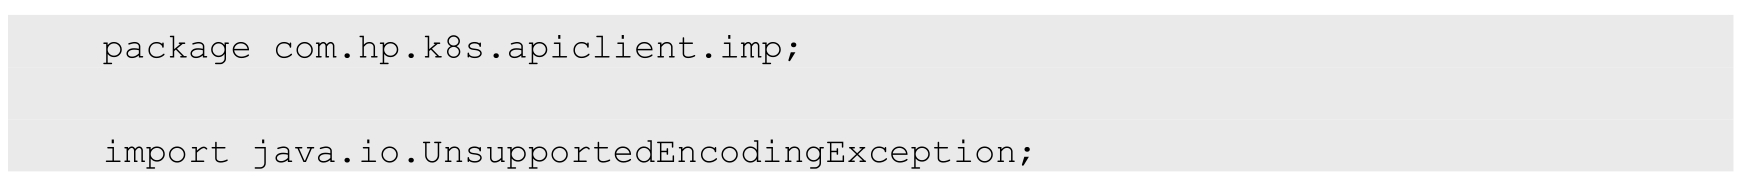 package com.hp.k8s.apiclient.imp;
import java.io.UnsupportedEncodingException;